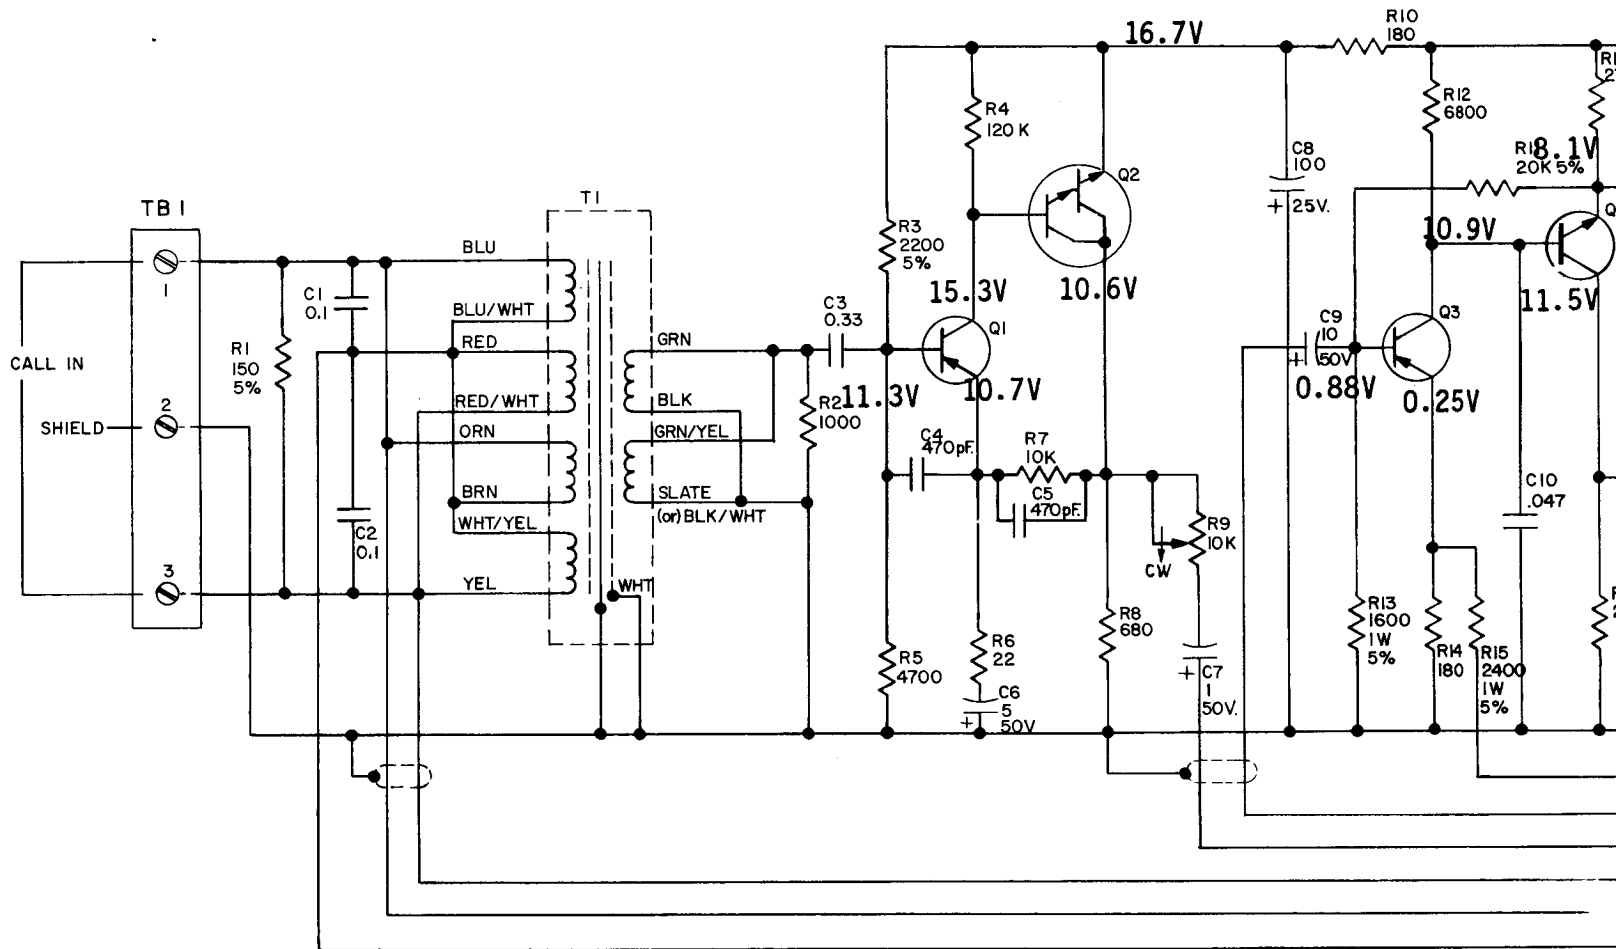 TB 1
1
2
3
CALL IN
SHIELD
R1
150
5%
C1
0.1
C2
0.1
T1
BLU
BLU/WHT
RED
RED/WHT
ORN
BRN
WHT/YEL
YEL
GRN
BLK
GRN/YEL
SLATE
(or) BLK/WHT
WHT
R2
1000
C3
0.33
11.3V
R3
2200
5%
R4
120 K
15.3V
Q1
10.7V
Q2
10.6V
16.7V
C4
470pF.
R7
10K
C5
470pF.
R5
4700
R6
22
C6
5
50V
+
R8
680
CW
R9
10K
+
C7
1
50V.
C8
100
+ 25V.
R10
180
R12
6800
20K 5%
8.1V
10.9V
11.5V
C9
10
50V
+
0.88V
Q3
0.25V
R13
1600
1W
5%
R14
180
R15
2400
1W
5%
C10
.047